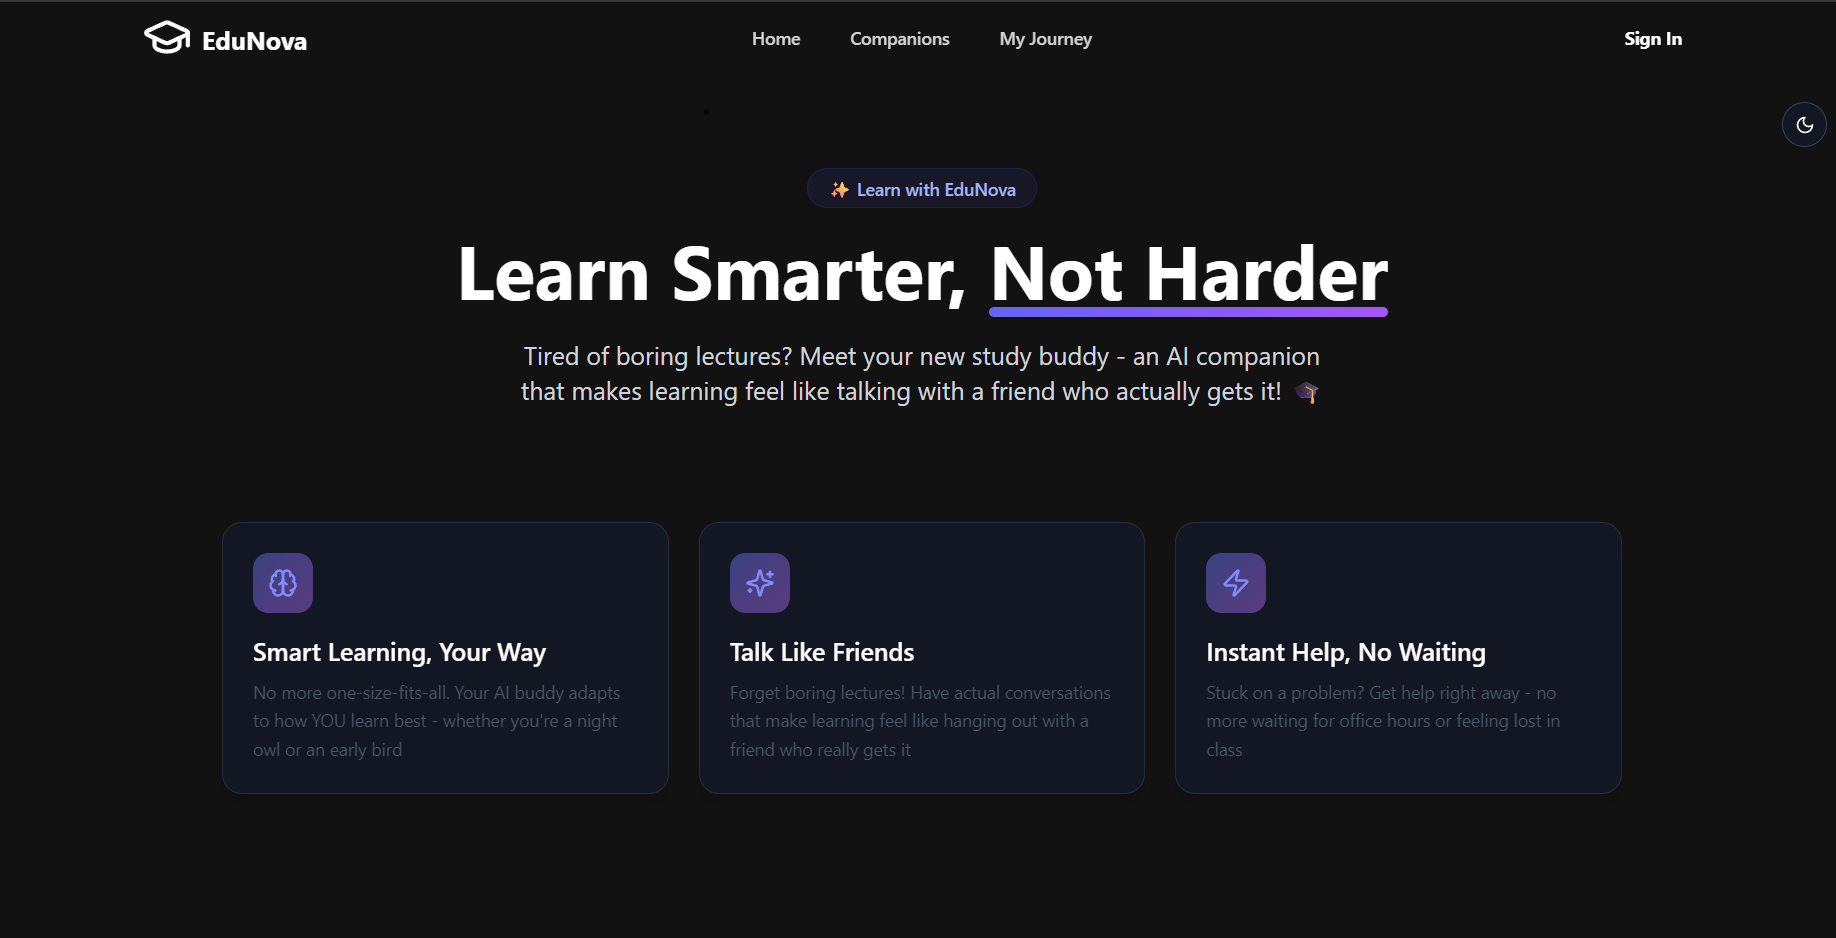 EduNova
Home
Companions
My Journey
Sign In
✨ Learn with EduNova
Learn Smarter, Not Harder
Tired of boring lectures? Meet your new study buddy - an AI companion
that makes learning feel like talking with a friend who actually gets it! 🎓
Smart Learning, Your Way
No more one-size-fits-all. Your AI buddy adapts
to how YOU learn best - whether you're a night
owl or an early bird
Talk Like Friends
Forget boring lectures! Have actual conversations
that make learning feel like hanging out with a
friend who really gets it
Instant Help, No Waiting
Stuck on a problem? Get help right away - no
more waiting for office hours or feeling lost in
class